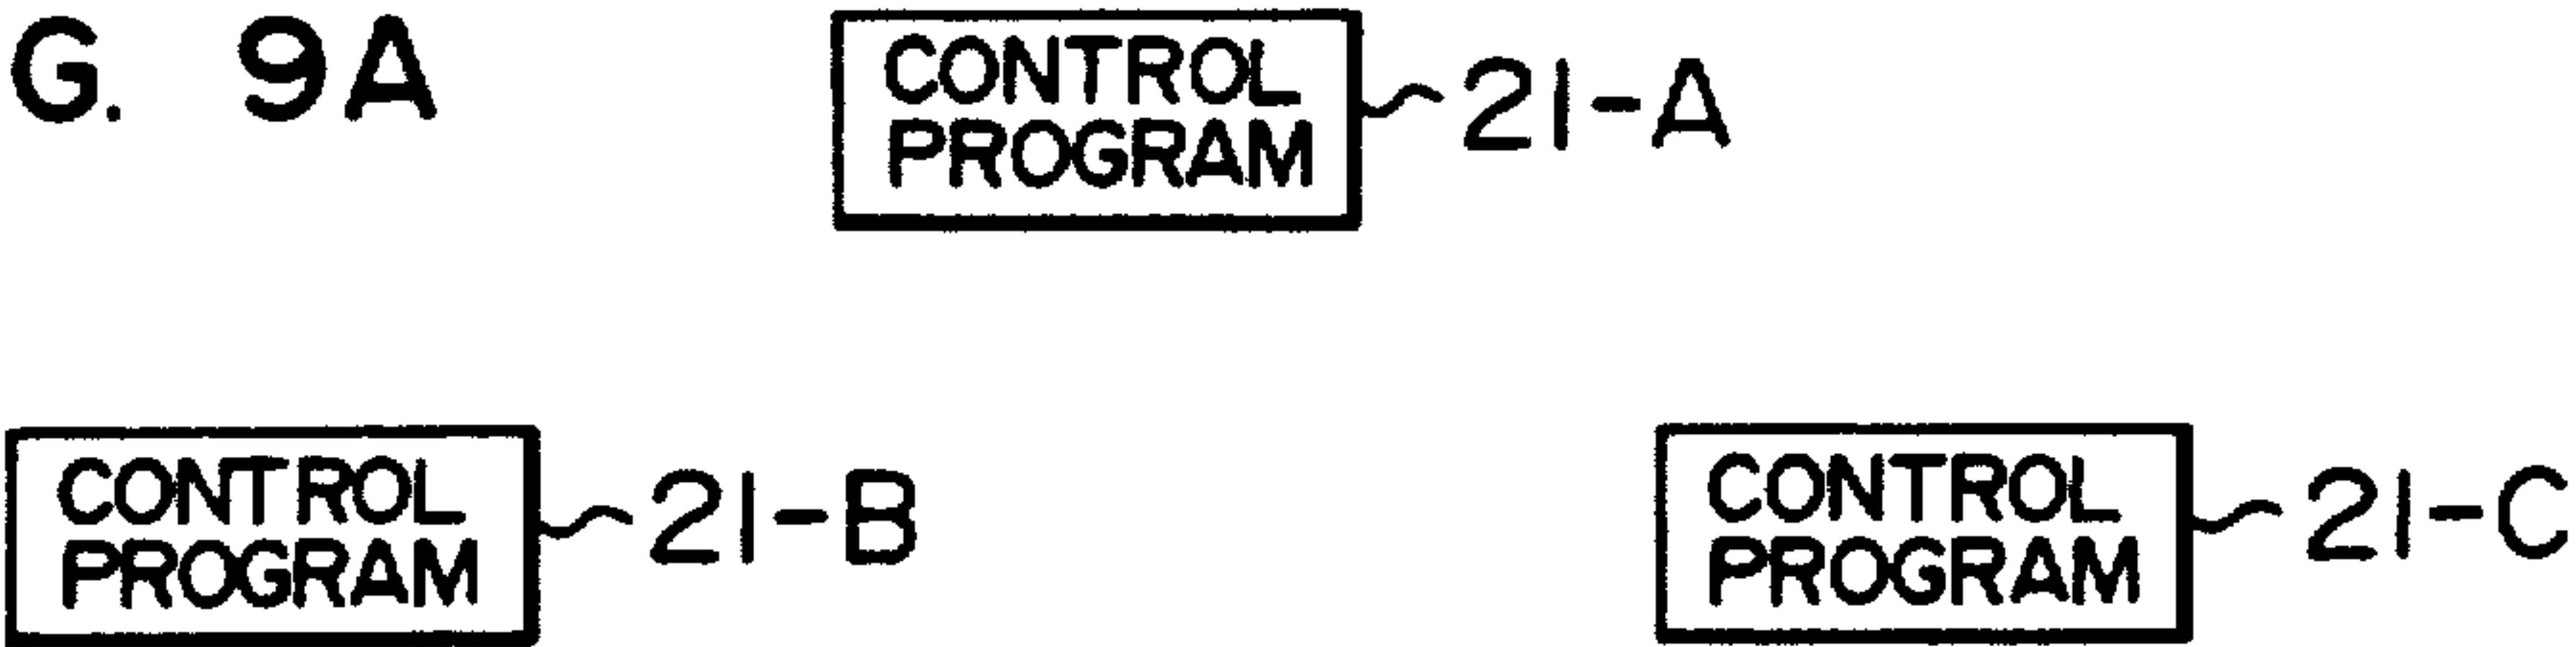 G. 9A
CONTROL
PROGRAM
21-A
CONTROL
PROGRAM
21-B
CONTROL
PROGRAM
21-C